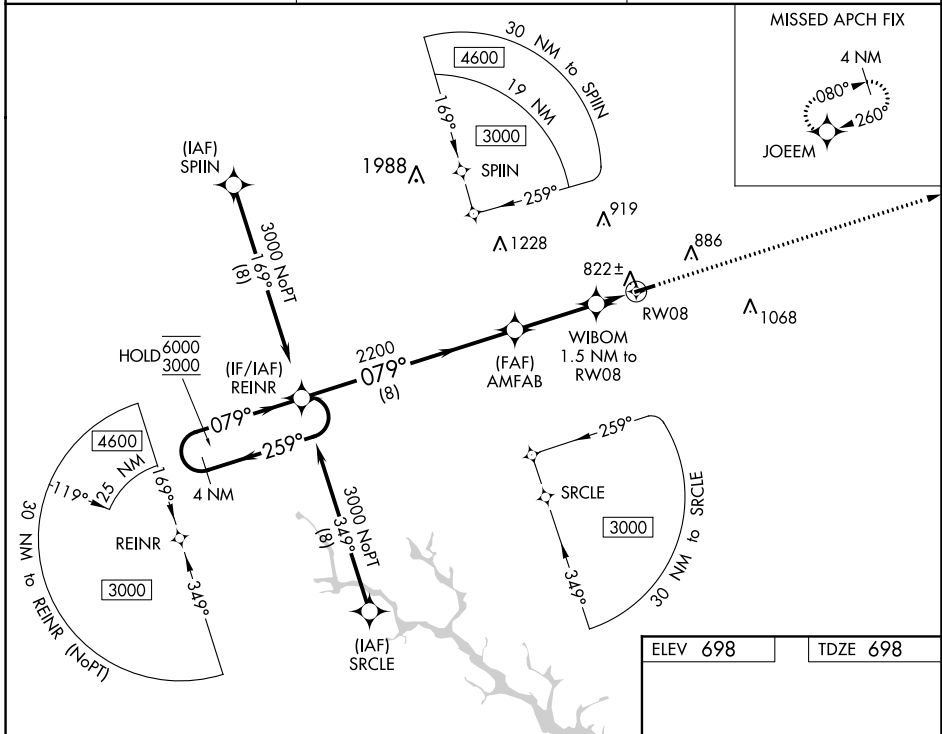 MISSED APCH FIX
4 NM
080°
260°
JOEEM
30 NM to SPIIN
4600
19 NM
169°
3000
SPIIN
259°
1988
(IAF)
SPIIN
3000 NoPT
169°
(8)
919
1228
886
822±
RW08
1068
WIBOM
1.5 NM to
RW08
HOLD 6000
3000
(IF/IAF)
REINR
2200
079°
(8)
(FAF)
AMFAB
079°
259°
4 NM
4600
119°
25 NM
169°
REINR
349°
3000
30 NM to REINR (NoPT)
3000 NoPT
349°
(8)
(IAF)
SRCLE
259°
SRCLE
3000
349°
30 NM to SRCLE
ELEV 698
TDZE 698